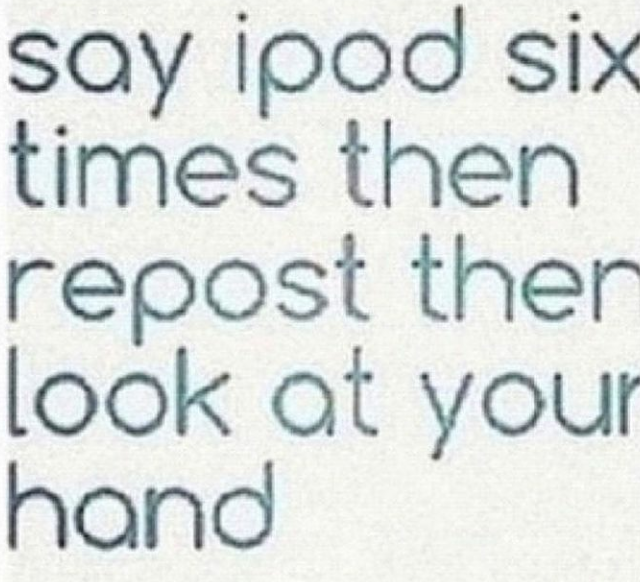 say ipod six
times then
repost then
look at your
hand